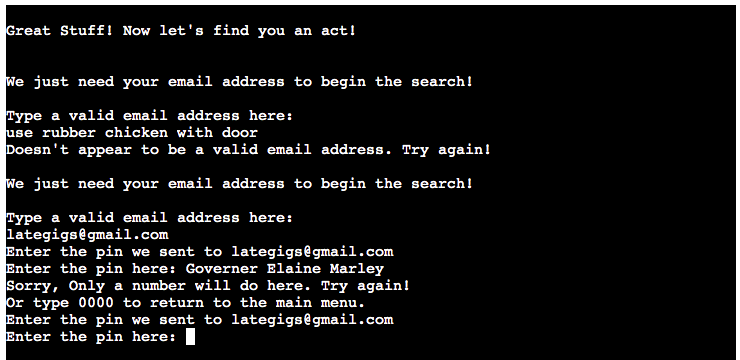 Great Stuff! Now let's find you an act!
We just need your email address to begin the search!
Type a valid email address here:
use rubber chicken with door
Doesn't appear to be a valid email address. Try again!
We just need your email address to begin the search!
Type a valid email address here:
lategigs@gmail.com
Enter the pin we sent to lategigs@gmail.com
Enter the pin here: Governer Elaine Marley
Sorry, Only a number will do here. Try again!
Or type 0000 to return to the main menu.
Enter the pin we sent to lategigs@gmail.com
Enter the pin here: